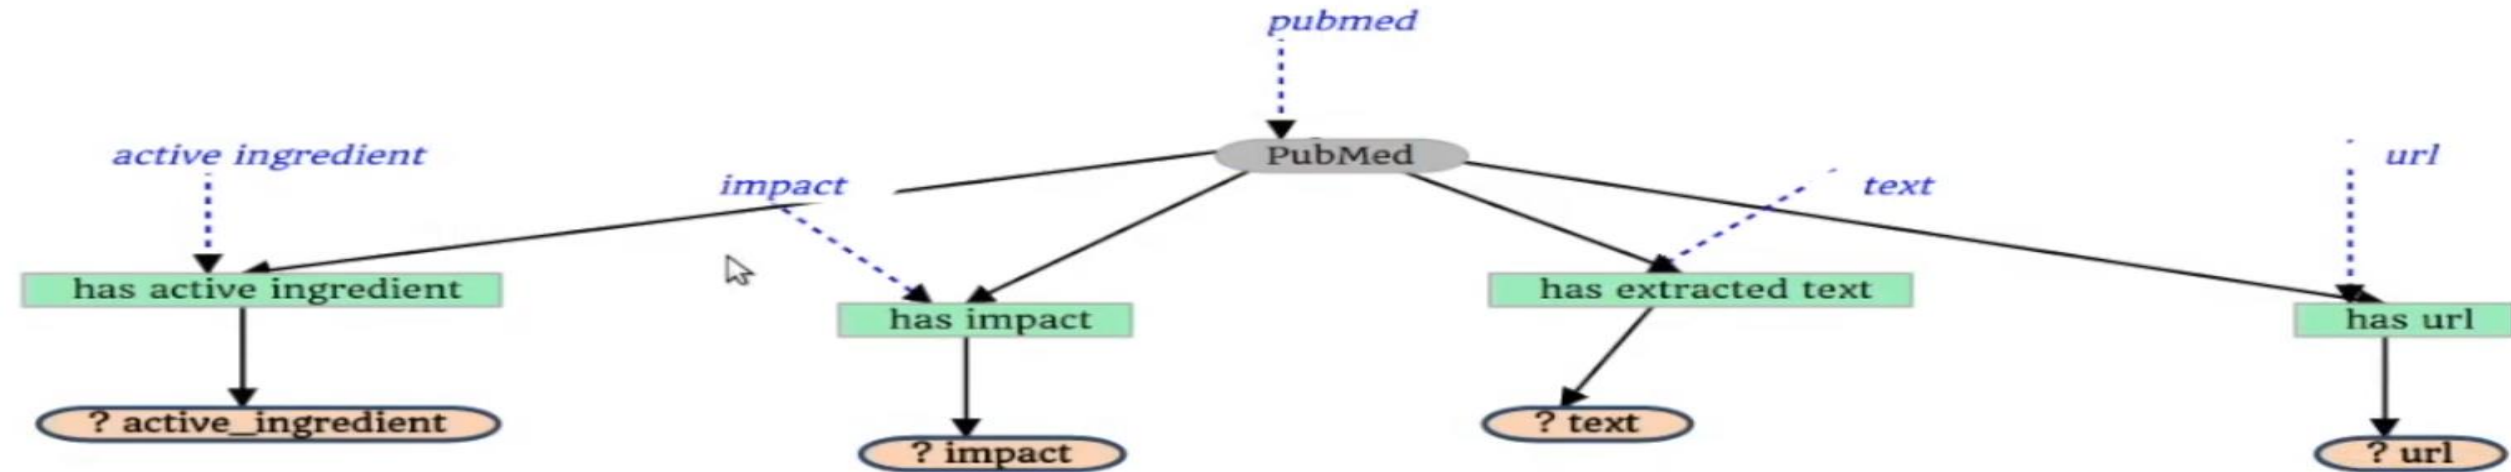 pubmed
active ingredient
PubMed
url
impact
text
has active ingredient
has extracted text
has impact
has url
? active_ingredient
? text
? impact
? url